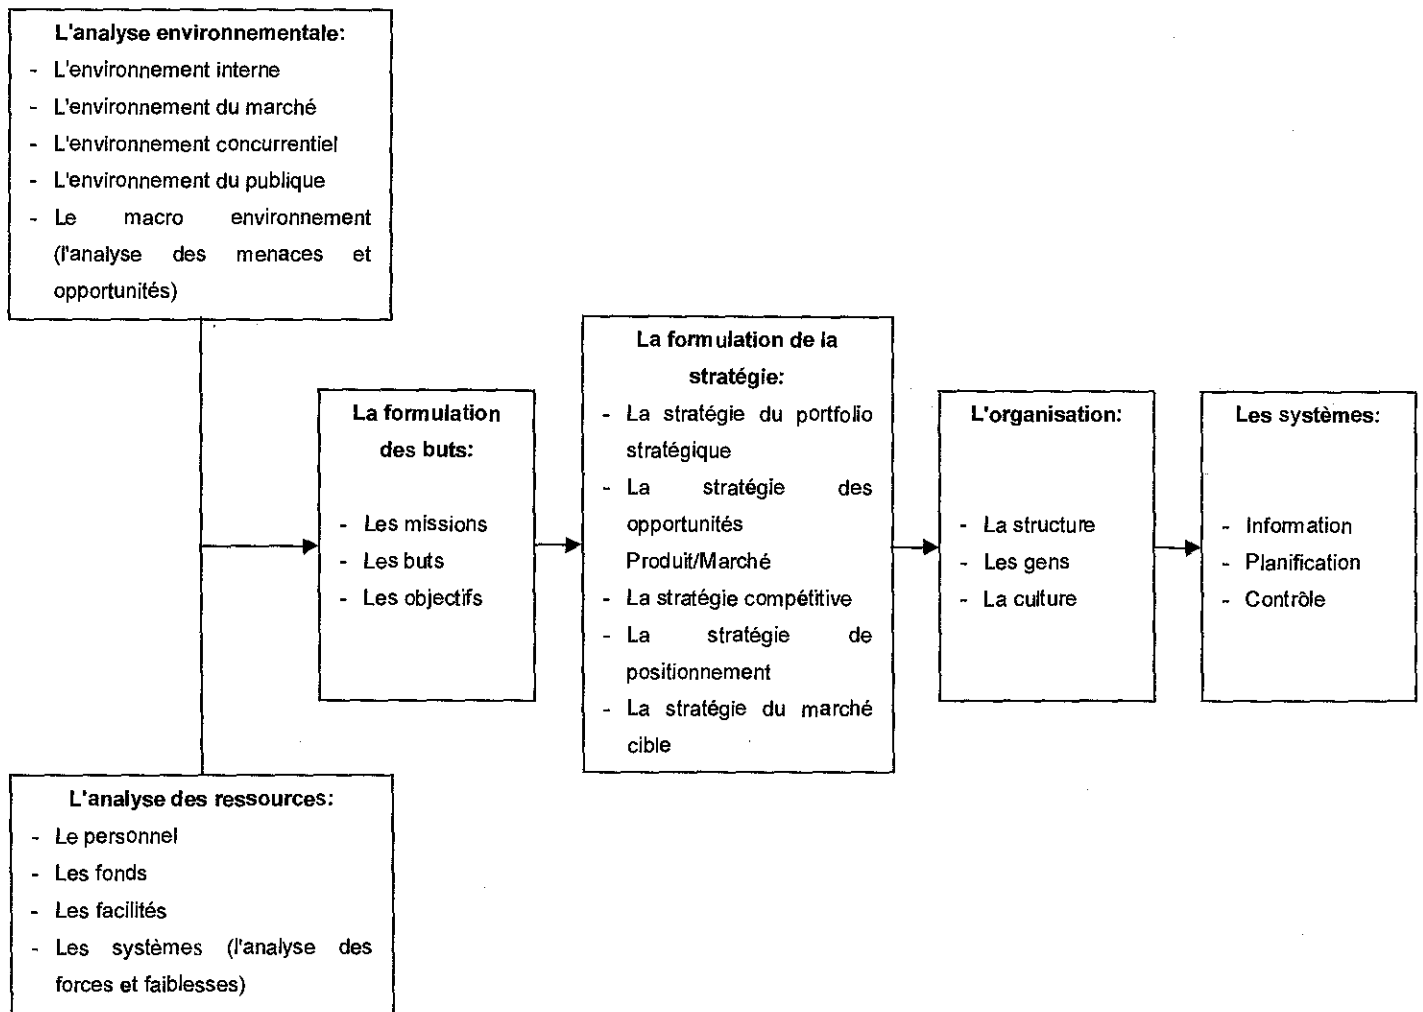 L'analyse environnementale:
- L'environnement interne
- L'environnement du marché
- L'environnement concurrentiel
- L'environnement du publique
- Le macro environnement
(l'analyse des menaces et
opportunités)
La formulation
des buts:
- Les missions
- Les buts
- Les objectifs
La formulation de la
stratégie:
- La stratégie du portfolio
stratégique
- La stratégie des
opportunités
Produit/Marché
- La stratégie compétitive
- La stratégie de
positionnement
- La stratégie du marché
cible
L'organisation:
- La structure
- Les gens
- La culture
Les systèmes:
- Information
- Planification
- Contrôle
L'analyse des ressources:
- Le personnel
- Les fonds
- Les facilités
- Les systèmes (l'analyse des
forces et faiblesses)